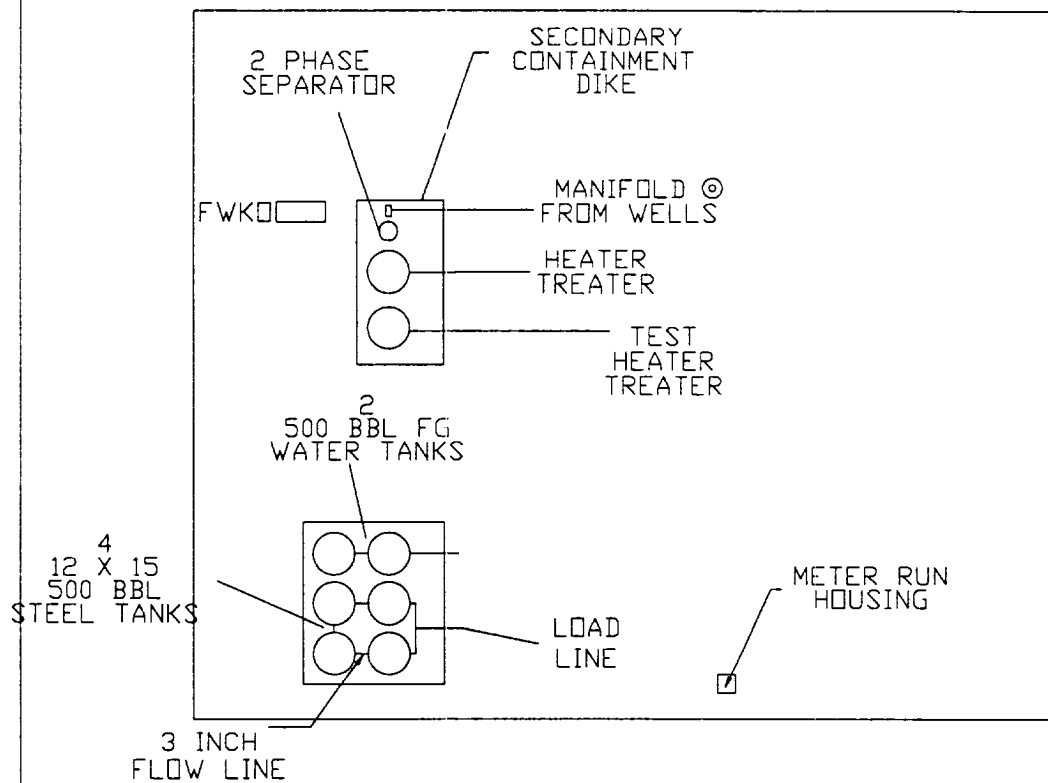 SECONDARY
CONTAINMENT
DIKE
2 PHASE
SEPARATOR
MANIFOLD @
FROM WELLS
FWKO
HEATER
TREATER
TEST
HEATER
TREATER
2
500 BBL FG
WATER TANKS
4
12 X 15
500 BBL
STEEL TANKS
METER RUN
HOUSING
LOAD
LINE
3 INCH
FLOW LINE